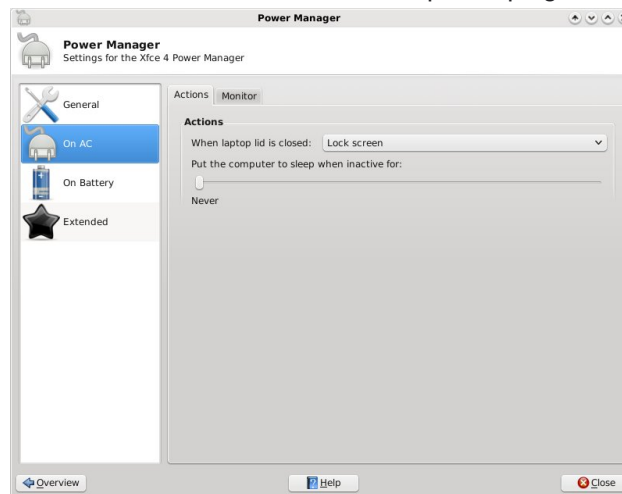 Power Manager
Power Manager
Settings for the Xfce 4 Power Manager
General
On AC
On Battery
Extended
Actions Monitor
Actions
When laptop lid is closed: Lock screen
Put the computer to sleep when inactive for:
Never
Overview Help Close